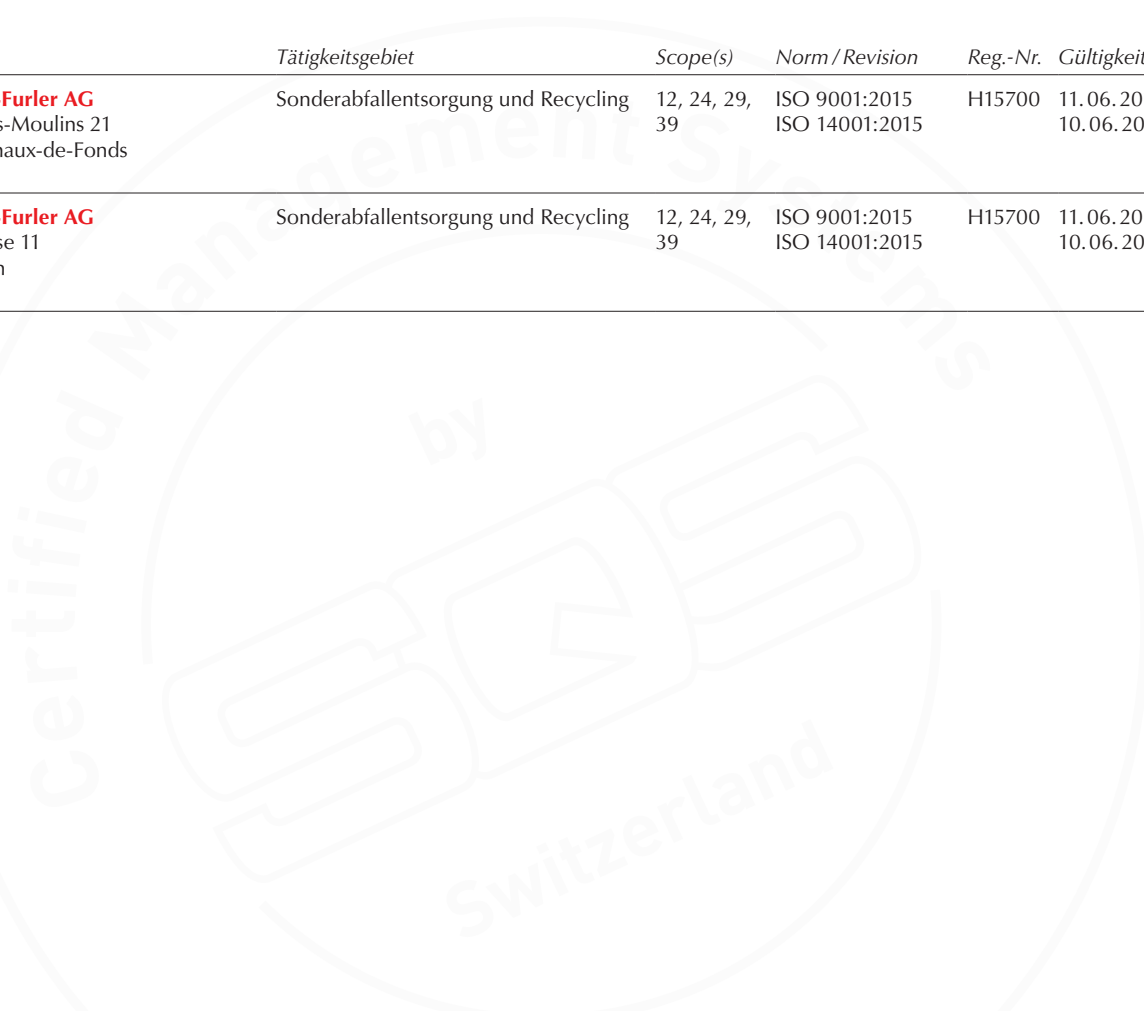 Tätigkeitsgebiet Scope(s) Norm / Revision Reg.-Nr. Gültigkeit
-Furler AG Sonderabfallentsorgung und Recycling 12, 24, 29, ISO 9001:2015 H15700 11.06.20
s-Moulins 21 39 ISO 14001:2015 10.06.20
naux-de-Fonds
-Furler AG Sonderabfallentsorgung und Recycling 12, 24, 29, ISO 9001:2015 H15700 11.06.20
se 11 39 ISO 14001:2015 10.06.20
Certified Management Systems
by
SQS
Switzerland